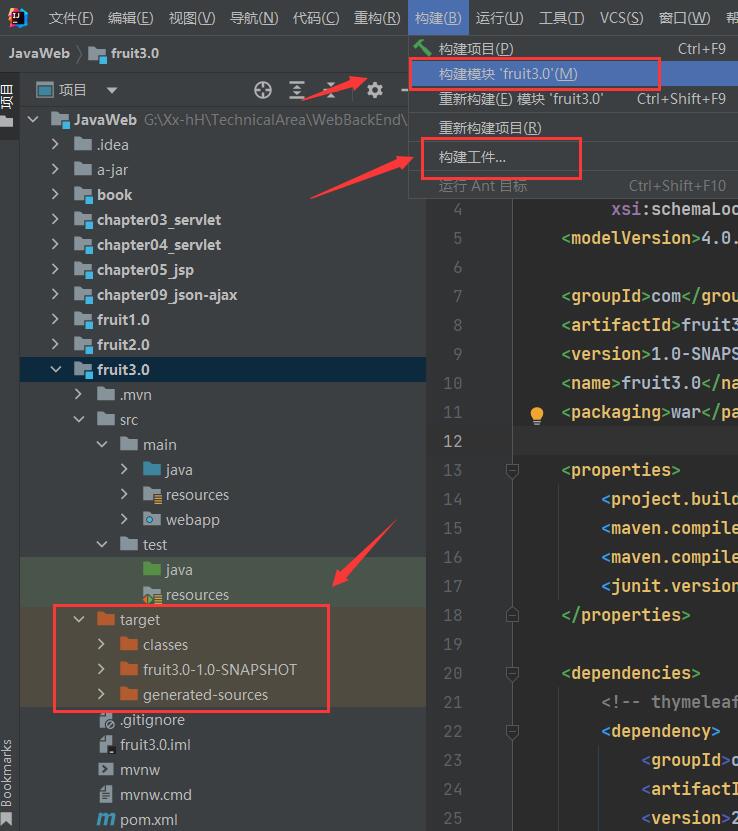 文件(F) 编辑(E) 视图(V) 导航(N) 代码(C) 重构(R) 构建(B) 运行(U) 工具(T) VCS(S) 窗口(W)
JavaWeb fruit3.0
构建项目(P) Ctrl+F9
构建模块 'fruit3.0'(M)
重新构建(E) 模块 'fruit3.0' Ctrl+Shift+F9
重新构建项目(R)
构建工件...
运行 Ant 目标 Ctrl+Shift+F10
项目
项目
JavaWeb G:\Xx-hH\TechnicalArea\WebBackEnd\
.idea
a-jar
book
chapter03_servlet
chapter04_servlet
chapter05_jsp
chapter09_json-ajax
fruit1.0
fruit2.0
fruit3.0
.mvn
src
main
java
resources
webapp
test
java
resources
target
classes
fruit3.0-1.0-SNAPSHOT
generated-sources
.gitignore
fruit3.0.iml
mvnw
mvnw.cmd
pom.xml
Bookmarks
4 xsi:schemaLoc
5 <modelVersion>4.0.
6
7 <groupId>com</grou
8 <artifactId>fruit3
9 <version>1.0-SNAPS
10 <name>fruit3.0</na
11 <packaging>war</pa
12
13 <properties>
14 <project.build
15 <maven.compile
16 <maven.compile
17 <junit.version
18 </properties>
19
20 <dependencies>
21 <!-- thymeleaf
22 <dependency>
23 <groupId>o
24 <artifactI
25 <version>2